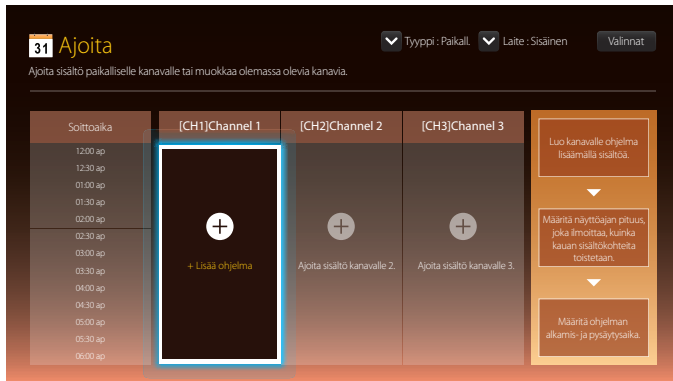 31 Ajoita
Tyyppi : Paikall. Laite : Sisäinen Valinnat
Ajoita sisältö paikalliselle kanavalle tai muokkaa olemassa olevia kanavia.
Soittoaika [CH1]Channel 1 [CH2]Channel 2 [CH3]Channel 3
12:00 ap
12:30 ap
01:00 ap
01:30 ap
02:00 ap
02:30 ap
03:00 ap
03:30 ap
04:00 ap
04:30 ap
05:00 ap
05:30 ap
06:00 ap
+ Lisää ohjelma
Ajoita sisältö kanavalle 2.
Ajoita sisältö kanavalle 3.
Luo kanavalle ohjelma
lisäämällä sisältöä.
Määritä näyttöajan pituus,
joka ilmoittaa, kuinka
kauan sisältökohteita
toistetaan.
Määritä ohjelman
alkamis- ja pysäytysaika.